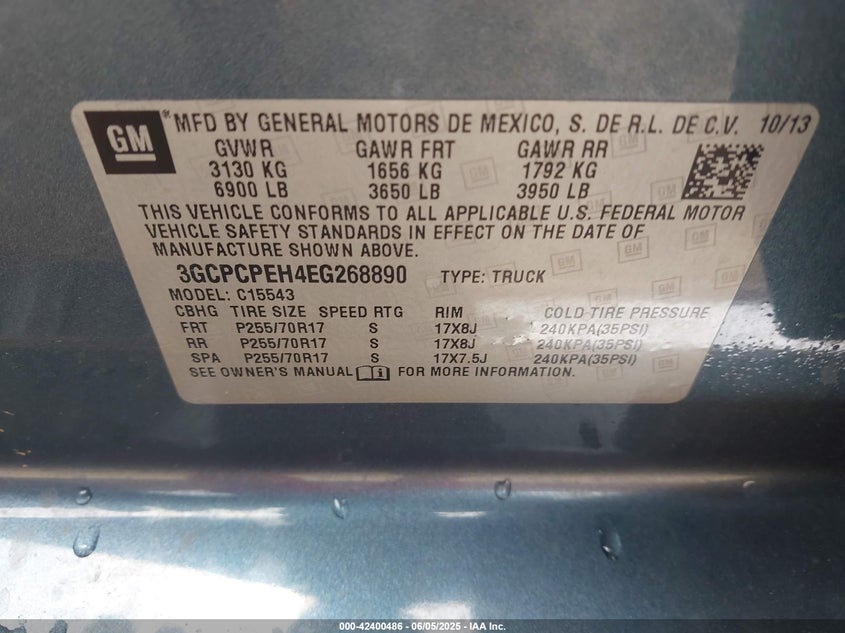 GM ® MFD BY GENERAL MOTORS DE MEXICO, S. DE R.L. DE C.V. 10/13
GVWR GAWR FRT GAWR RR
3130 KG 1656 KG 1792 KG
6900 LB 3650 LB 3950 LB
THIS VEHICLE CONFORMS TO ALL APPLICABLE U.S. FEDERAL MOTOR
VEHICLE SAFETY STANDARDS IN EFFECT ON THE DATE OF
MANUFACTURE SHOWN ABOVE.
3GCPCPEH4EG268890 TYPE: TRUCK
MODEL: C15543
CBHG TIRE SIZE SPEED RTG RIM COLD TIRE PRESSURE
FRT P255/70R17 S 17X8J 240KPA(35PSI)
RR P255/70R17 S 17X8J 240KPA(35PSI)
SPA P255/70R17 S 17X7.5J 240KPA(35PSI)
SEE OWNER'S MANUAL FOR MORE INFORMATION.
000-42400486 - 06/05/2025 - IAA Inc.